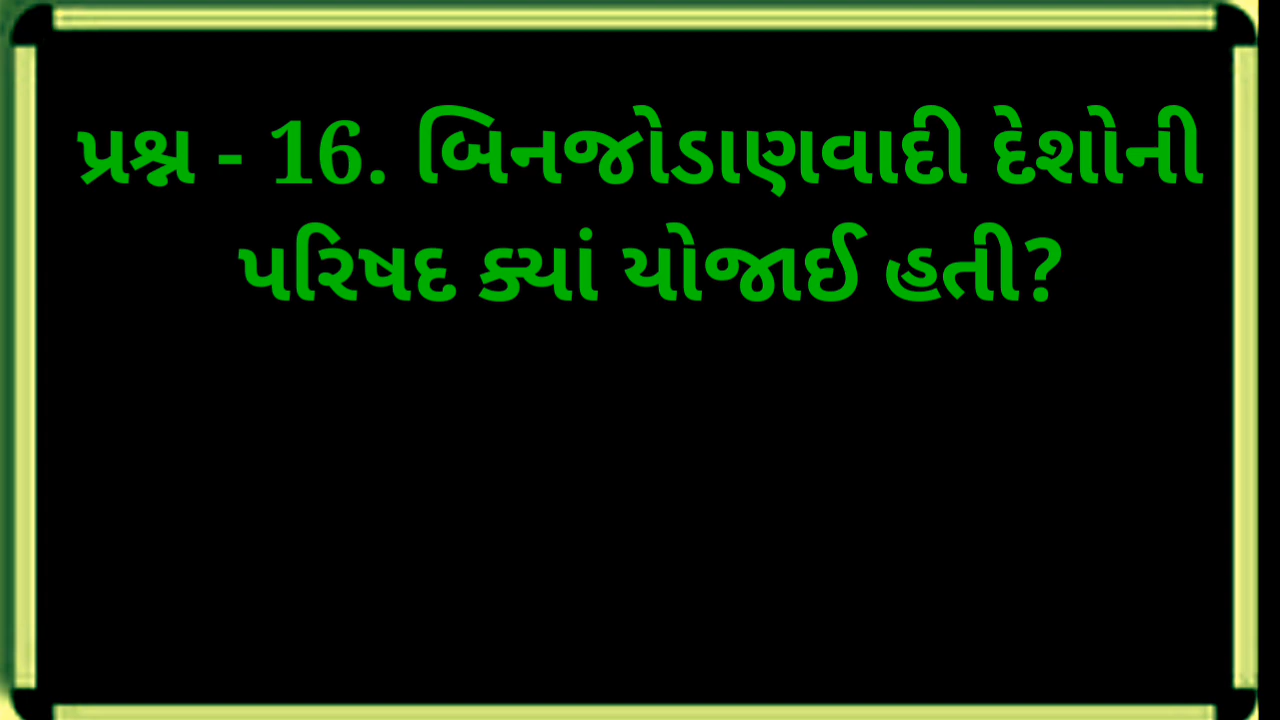 પ્રશ્ન - 16. બિનજોડાણવાદી દેશોની
પરિષદ ક્યાં યોજાઈ હતી?